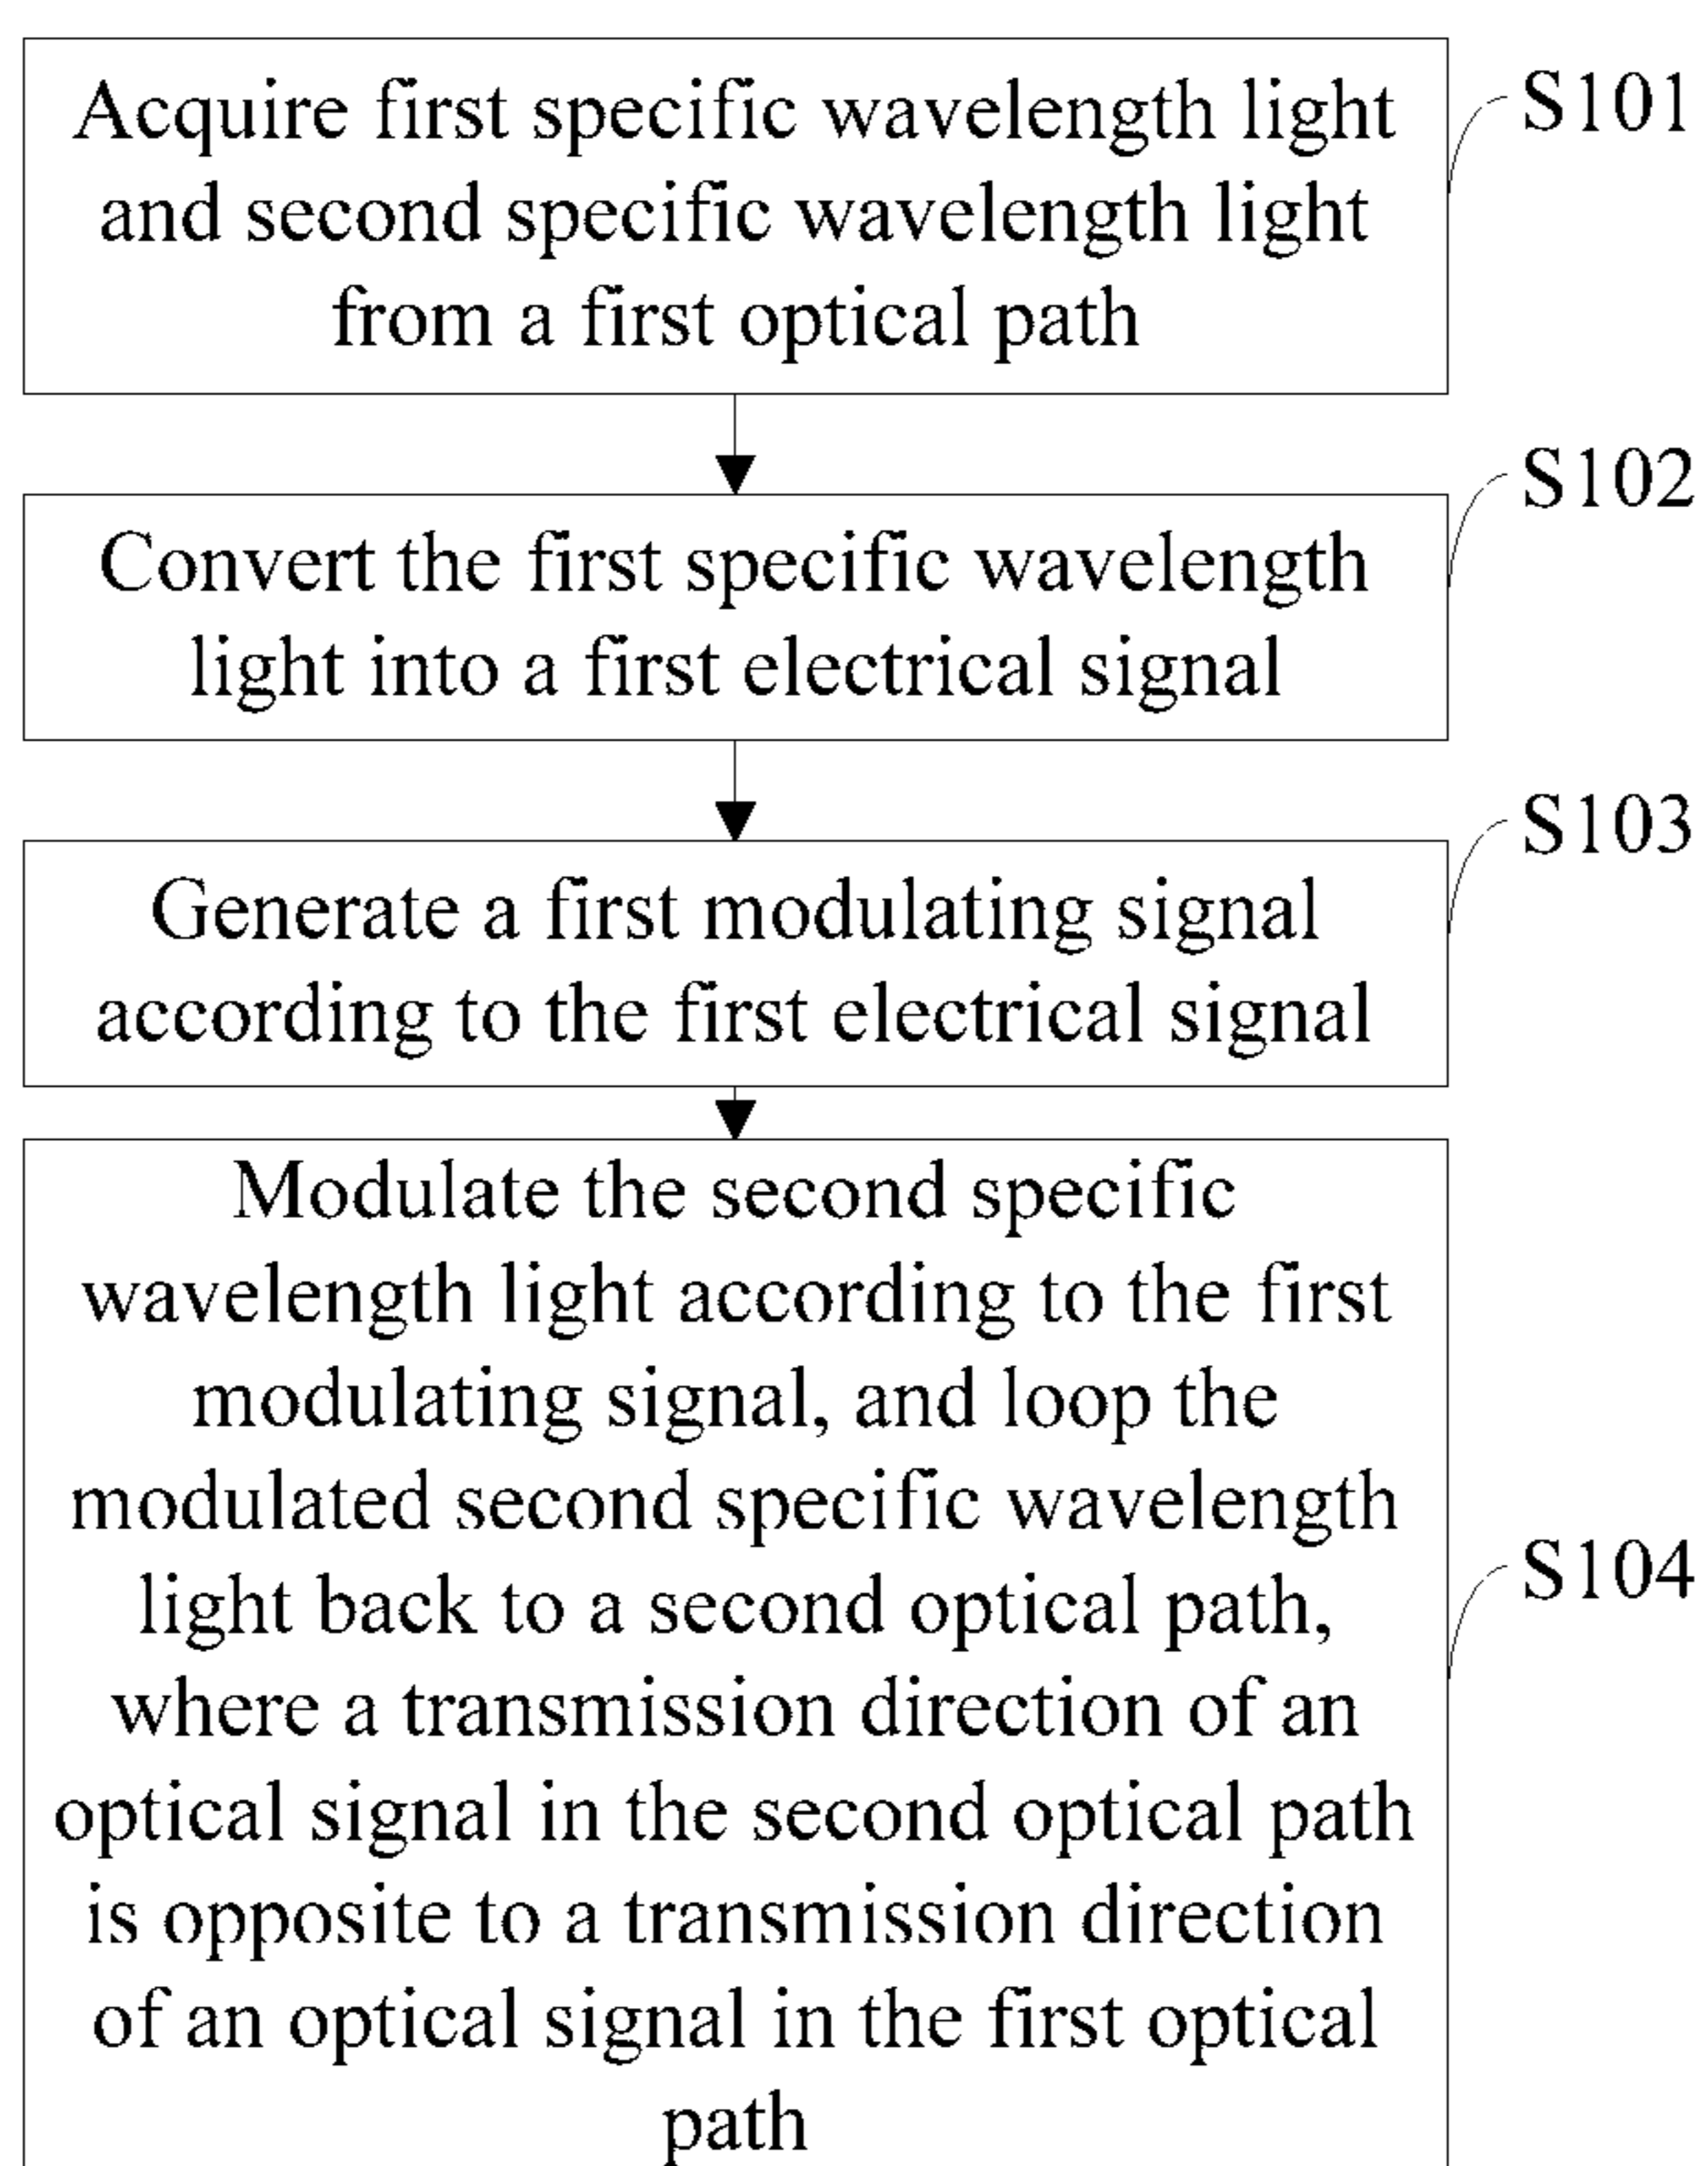 Acquire first specific wavelength light
and second specific wavelength light
from a first optical path
S101
Convert the first specific wavelength
light into a first electrical signal
S102
Generate a first modulating signal
according to the first electrical signal
S103
Modulate the second specific
wavelength light according to the first
modulating signal, and loop the
modulated second specific wavelength
light back to a second optical path,
where a transmission direction of an
optical signal in the second optical path
is opposite to a transmission direction
of an optical signal in the first optical
path
S104